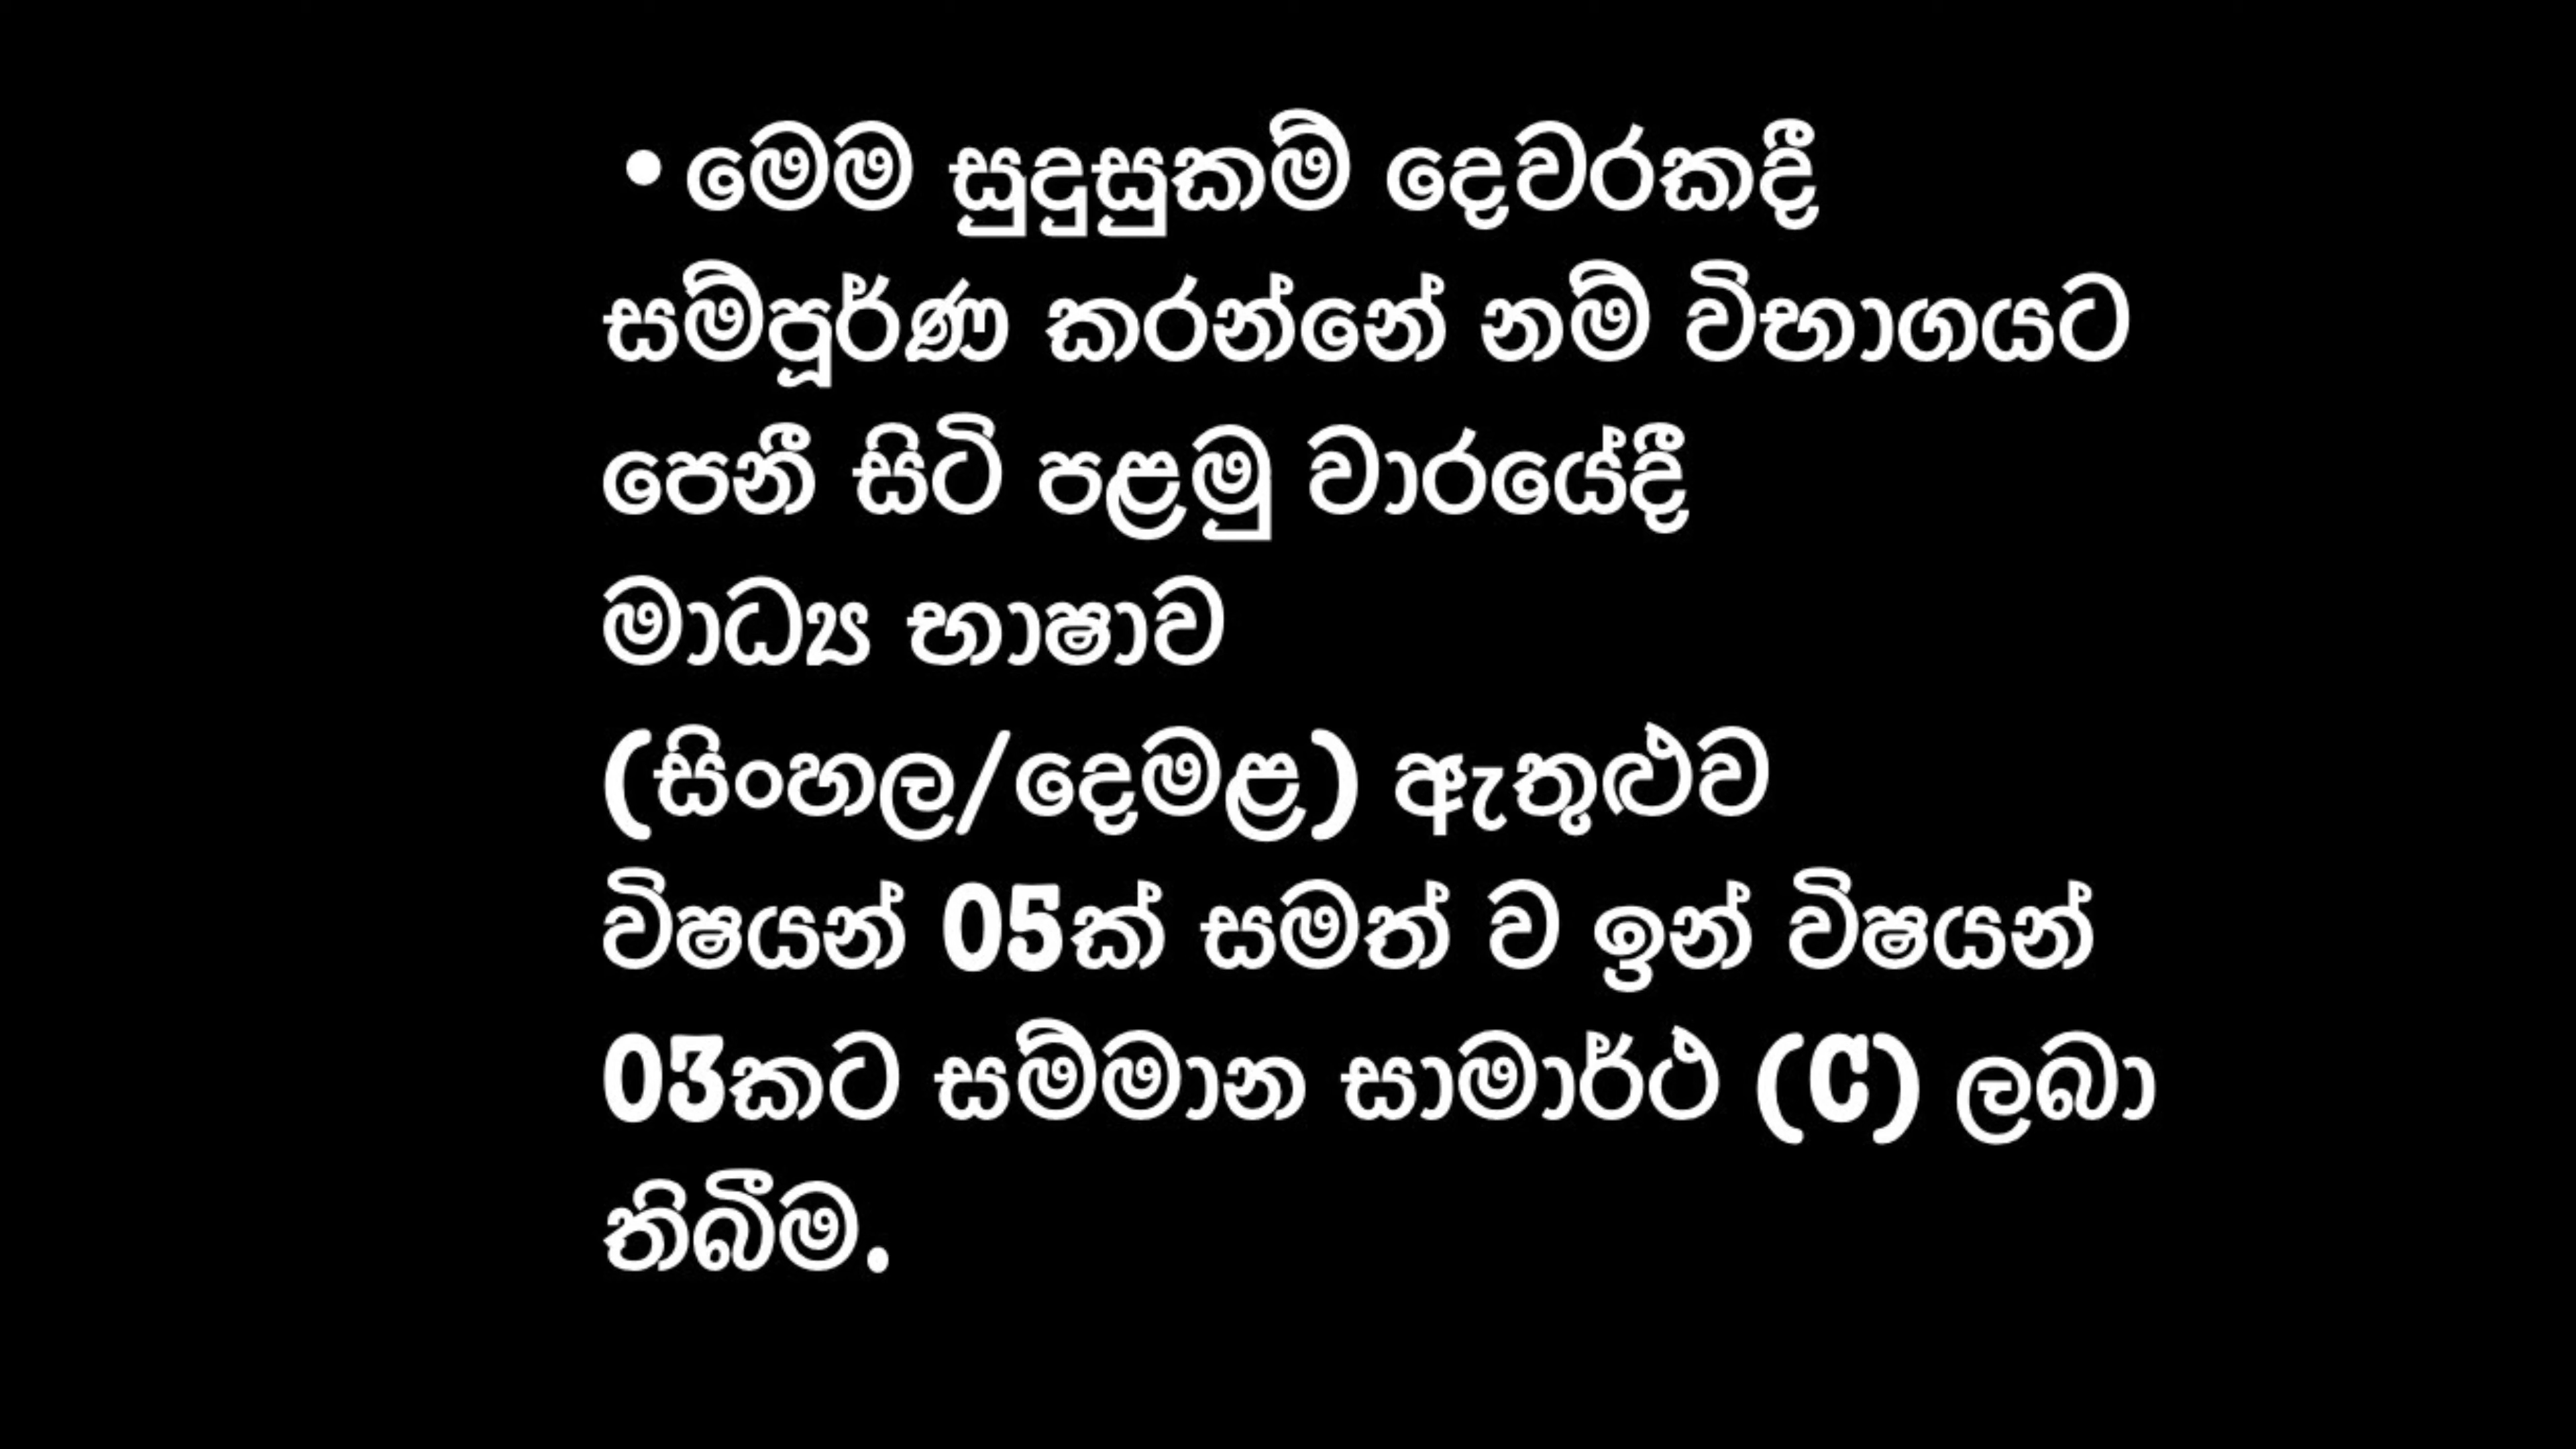 • මෙම සුදුසුකම් දෙවරකදී
සම්පූර්ණ කරන්නේ නම් විභාගයට
පෙනී සිටි පළමු වාරයේදී
මාධ්‍ය භාෂාව
(සිංහල/දෙමළ) ඇතුළුව
විෂයන් 05ක් සමත් ව ඉන් විෂයන්
03කට සම්මාන සාමාර්ථ (C) ලබා
තිබීම.